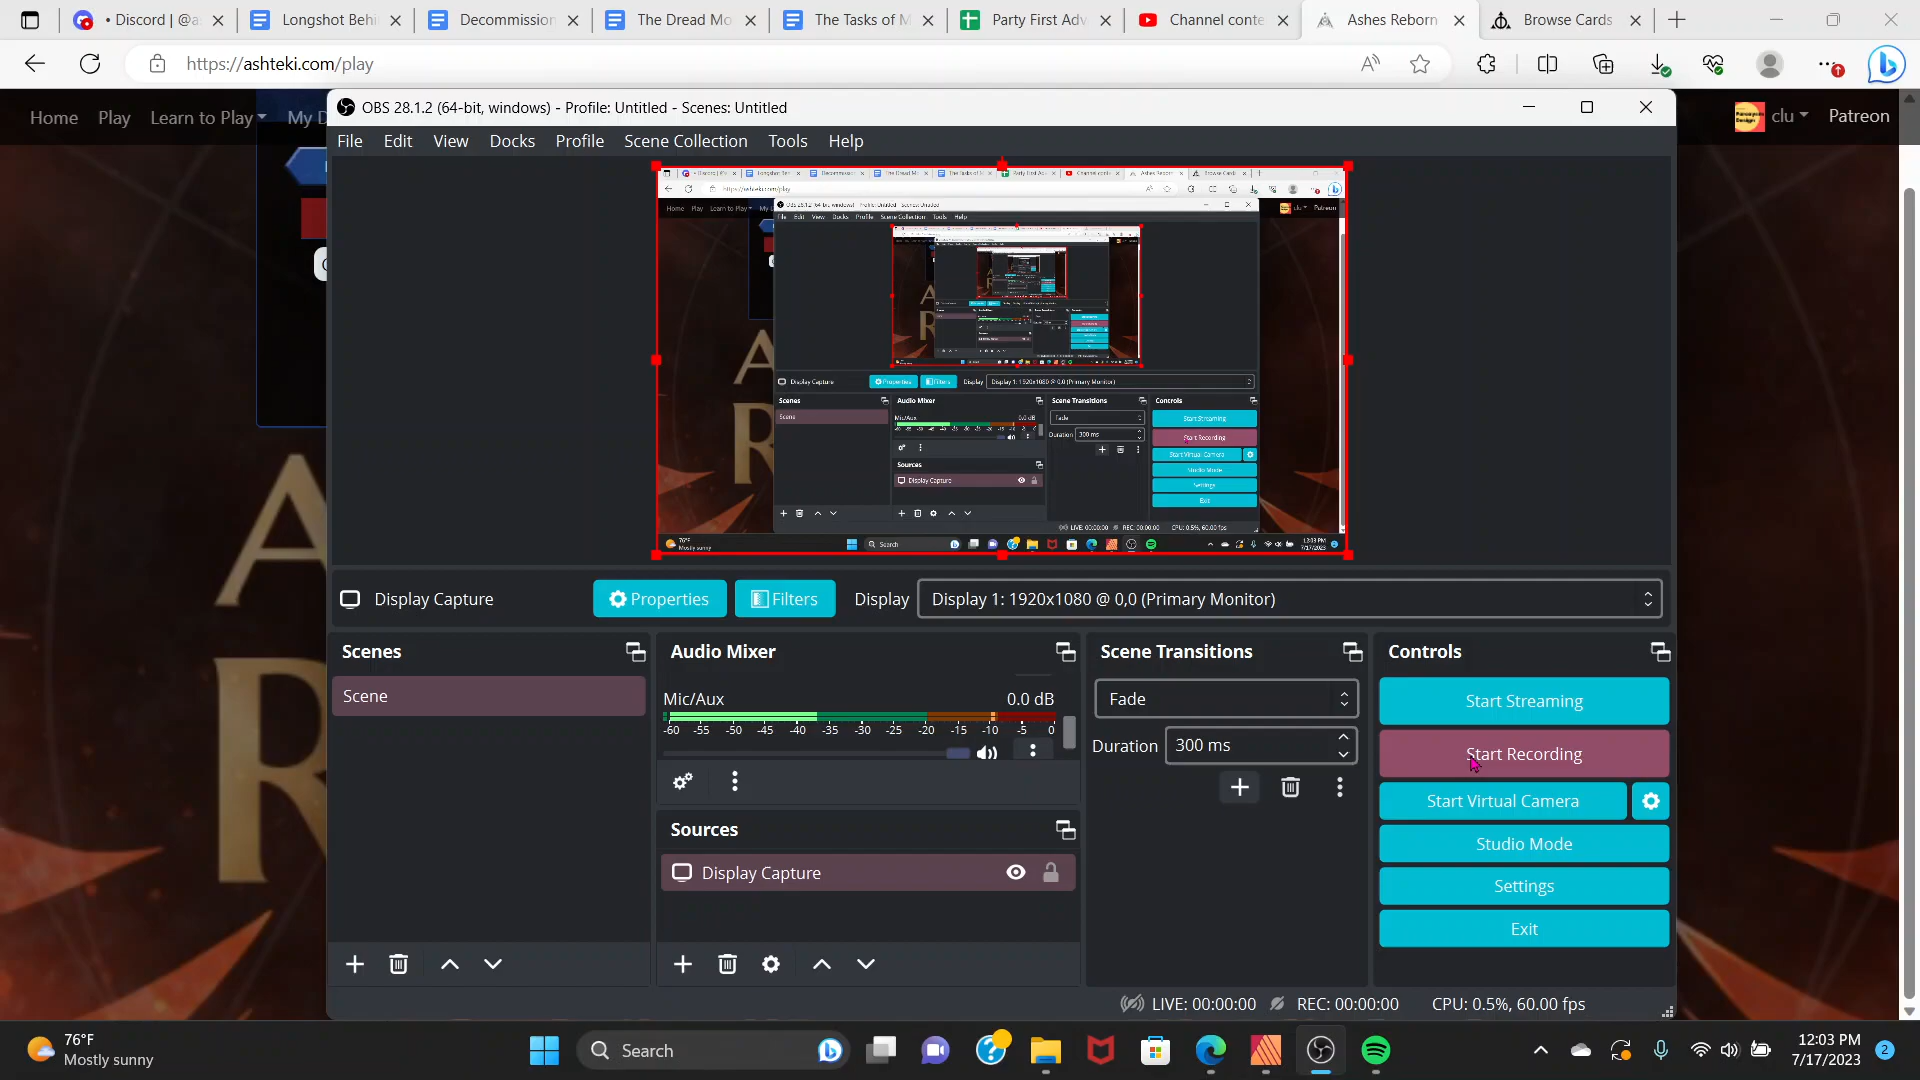 Discord | @as
Longshot Behi
Decommission
The Dread Mo
The Tasks of M
Party First Adv
Channel conte
Ashes Reborn
Browse Cards
https://ashteki.com/play
Home
Play
Learn to Play
My D
clu
Patreon
OBS 28.1.2 (64-bit, windows) - Profile: Untitled - Scenes: Untitled
File
Edit
View
Docks
Profile
Scene Collection
Tools
Help
Display Capture
Properties
Filters
Display
Display 1: 1920x1080 @ 0,0 (Primary Monitor)
Scenes
Audio Mixer
Scene Transitions
Controls
Scene
Mic/Aux
0.0 dB
-60 -55 -50 -45 -40 -35 -30 -25 -20 -15 -10 -5 0
Fade
Duration
300 ms
Start Streaming
Start Recording
Start Virtual Camera
Studio Mode
Settings
Exit
Sources
Display Capture
LIVE: 00:00:00
REC: 00:00:00
CPU: 0.5%, 60.00 fps
A
R
76°F
Mostly sunny
Search
12:03 PM
7/17/2023
2